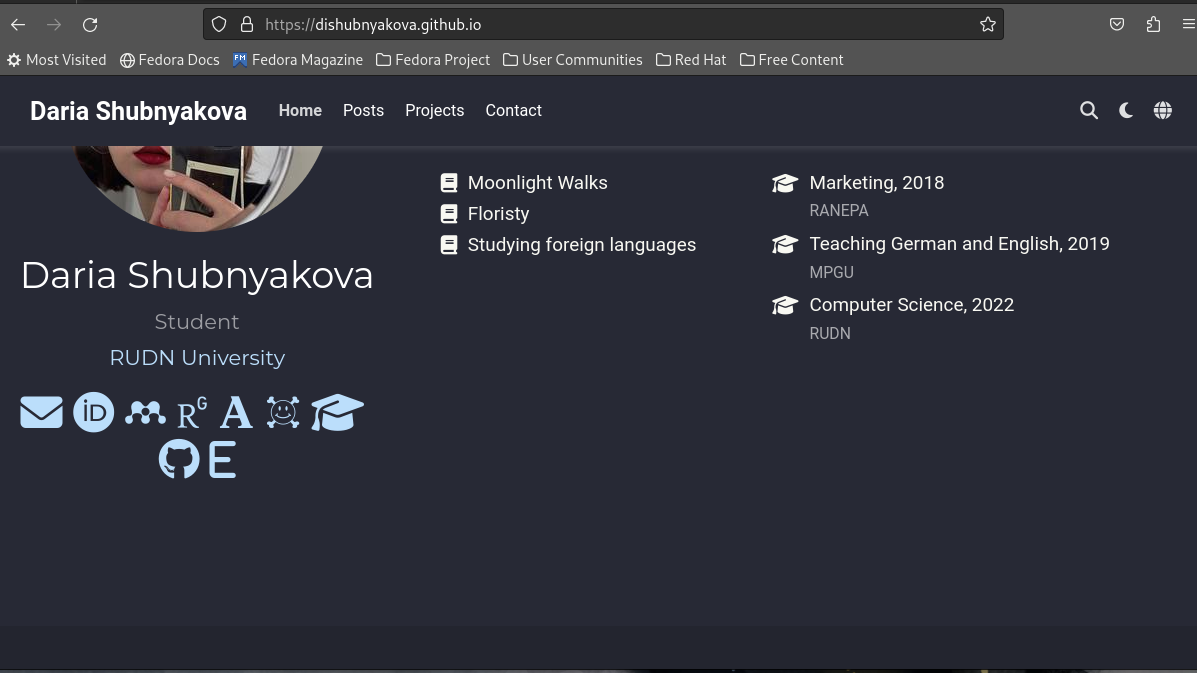 https://dishubnyakova.github.io
Most Visited Fedora Docs FM Fedora Magazine Fedora Project User Communities Red Hat Free Content
Daria Shubnyakova Home Posts Projects Contact
Moonlight Walks
Floristy
Studying foreign languages
Marketing, 2018
RANEPA
Teaching German and English, 2019
MPGU
Computer Science, 2022
RUDN
Daria Shubnyakova
Student
RUDN University
iD RG A
E